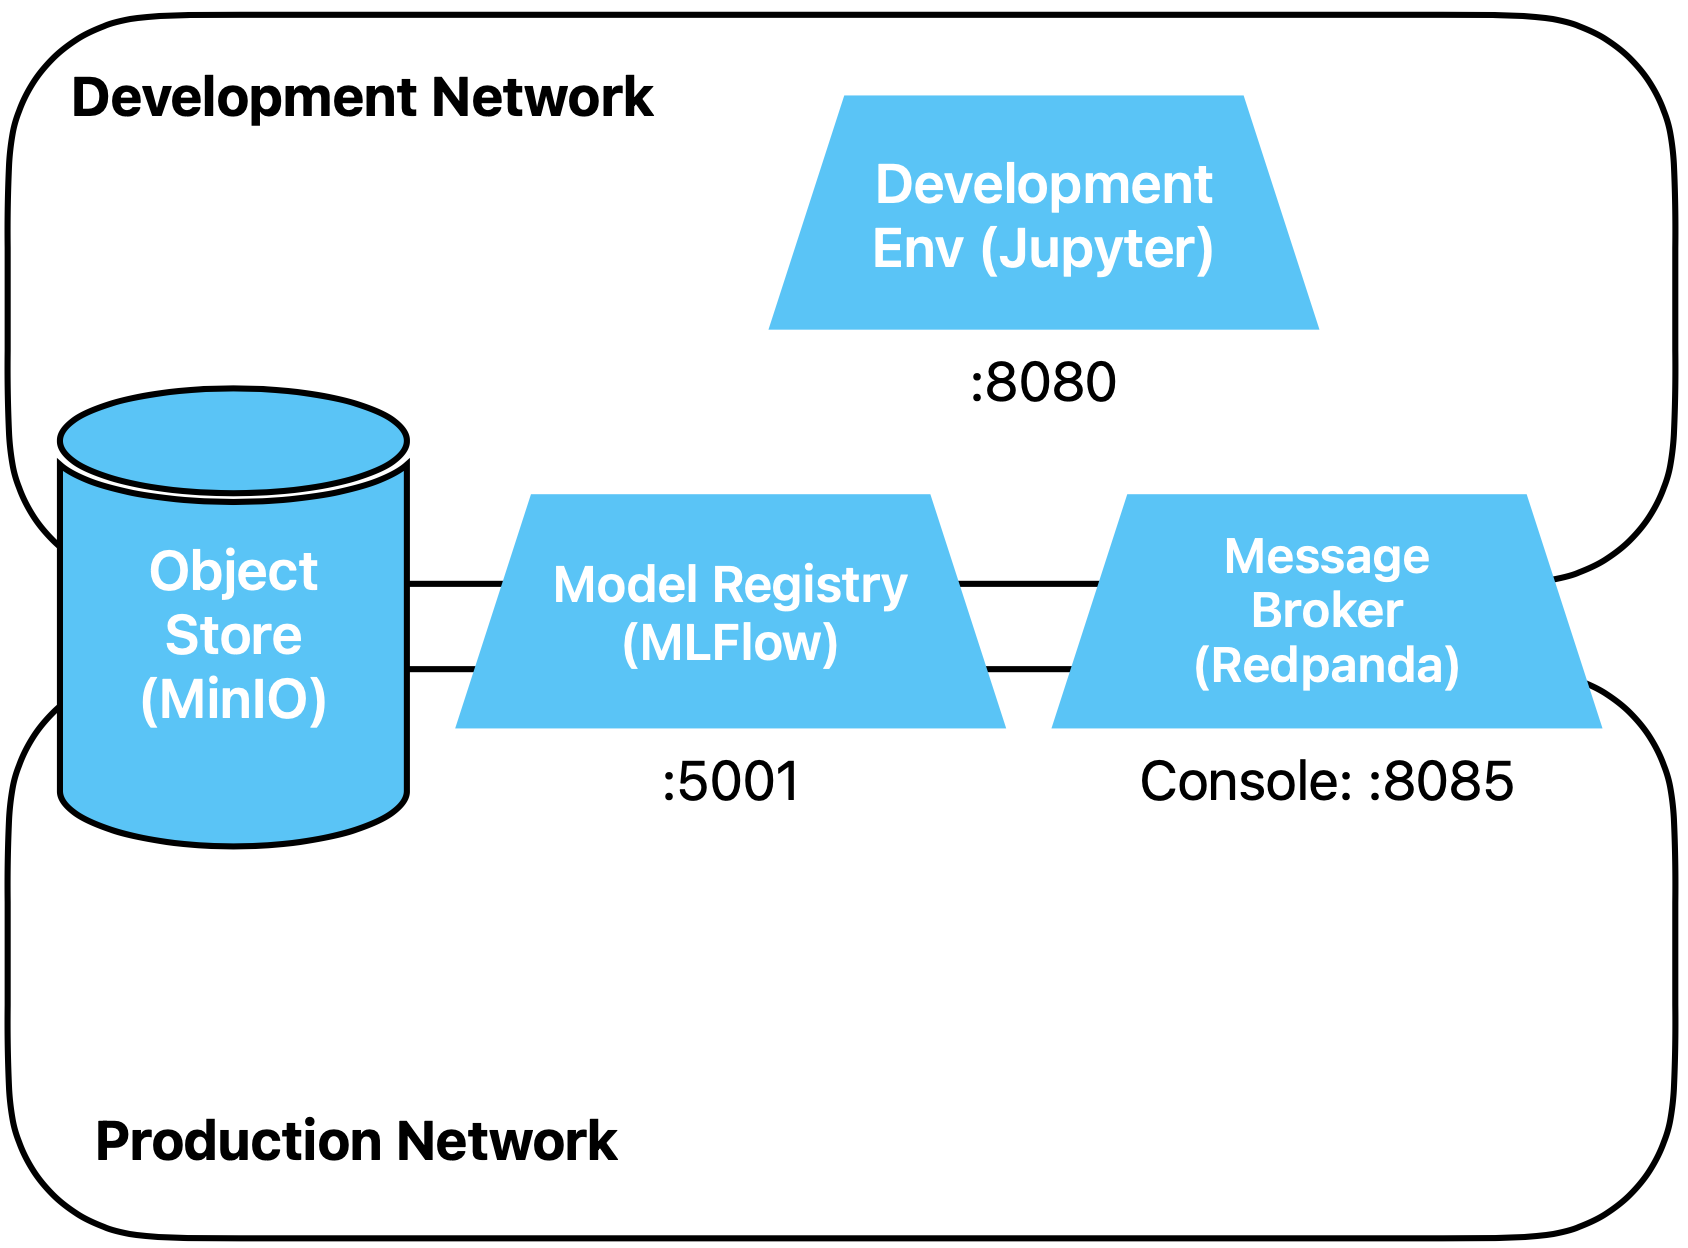 Development Network
Development
Env (Jupyter)
:8080
Object
Store
(MinIO)
Model Registry
(MLFlow)
:5001
Message
Broker
(Redpanda)
Console: :8085
Production Network